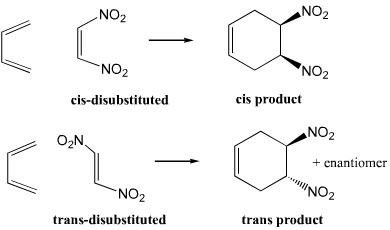 NO₂
NO₂
NO₂
NO₂
cis-disubstituted
cis product
O₂N
NO₂
NO₂
+ enantiomer
NO₂
trans-disubstituted
trans product